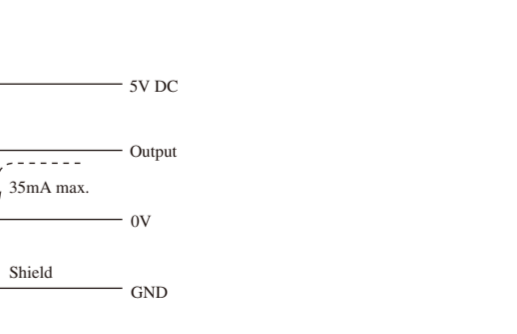 5V DC
Output
35mA max.
0V
Shield
GND